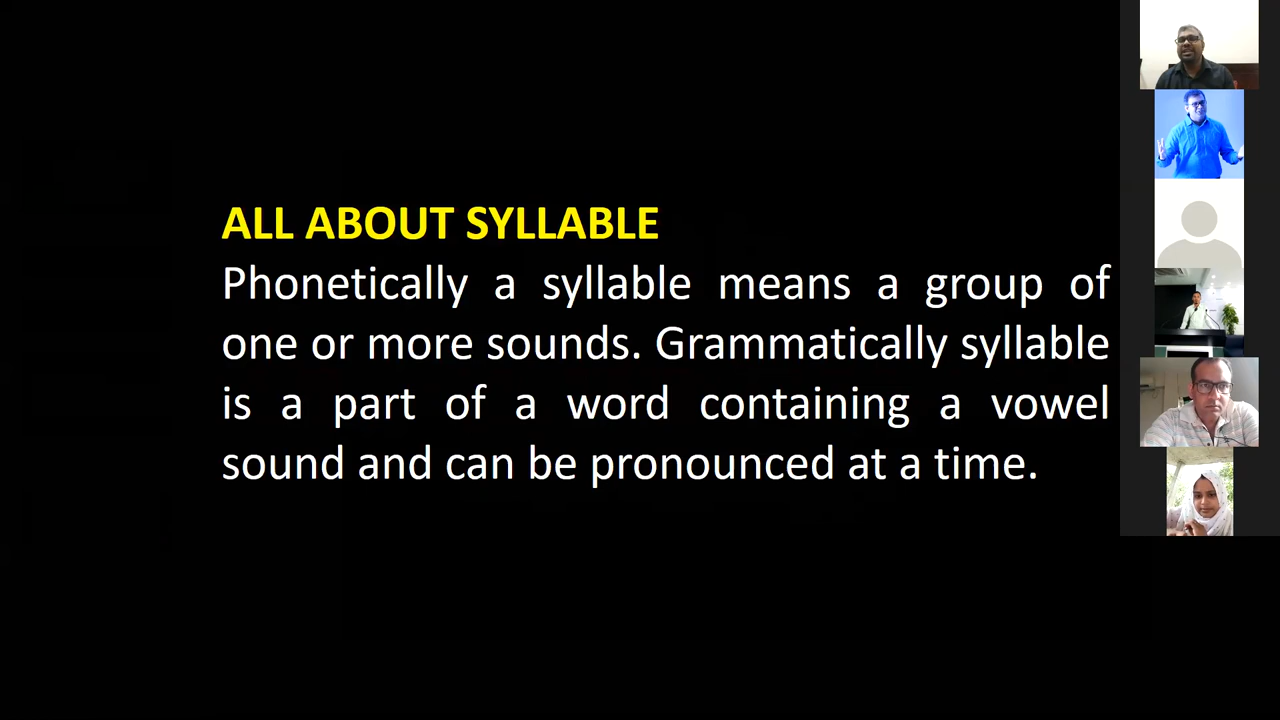 ALL ABOUT SYLLABLE
Phonetically a syllable means a group of
one or more sounds. Grammatically syllable
is a part of a word containing a vowel
sound and can be pronounced at a time.